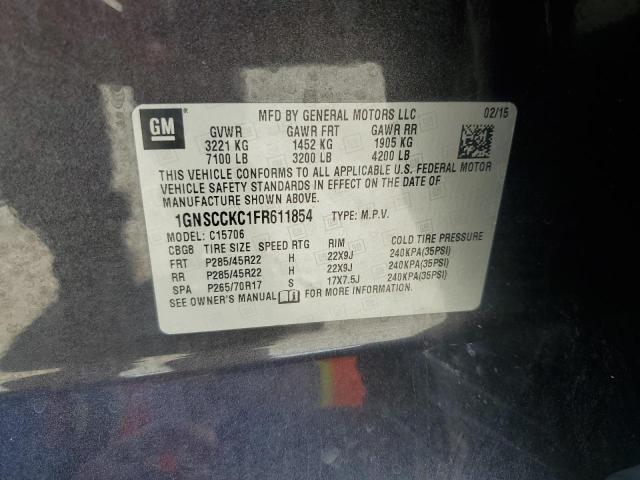 GM
MFD BY GENERAL MOTORS LLC 02/15
GVWR GAWR FRT GAWR RR
3221 KG 1452 KG 1905 KG
7100 LB 3200 LB 4200 LB
THIS VEHICLE CONFORMS TO ALL APPLICABLE U.S. FEDERAL MOTOR
VEHICLE SAFETY STANDARDS IN EFFECT ON THE DATE OF
MANUFACTURE SHOWN ABOVE.
1GNSCCKC1FR611854 TYPE: M.P.V.
MODEL: C15706
CBG8 TIRE SIZE SPEED RTG RIM COLD TIRE PRESSURE
FRT P285/45R22 H 22X9J 240KPA(35PSI)
RR P285/45R22 H 22X9J 240KPA(35PSI)
SPA P265/70R17 S 17X7.5J 240KPA(35PSI)
SEE OWNER'S MANUAL FOR MORE INFORMATION.